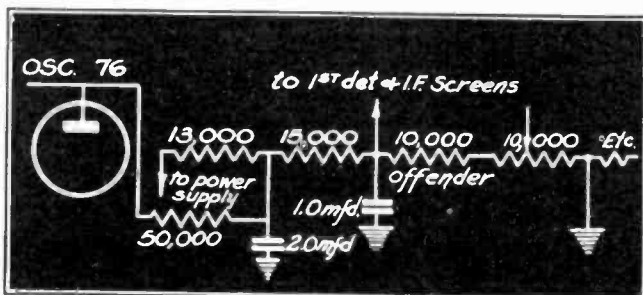 OSC. 76
to 1ST det & I.F. Screens
13,000 15,000 10,000 10,000 Etc.
to power
supply
offender
50,000
1.0 mfd.
2.0 mfd